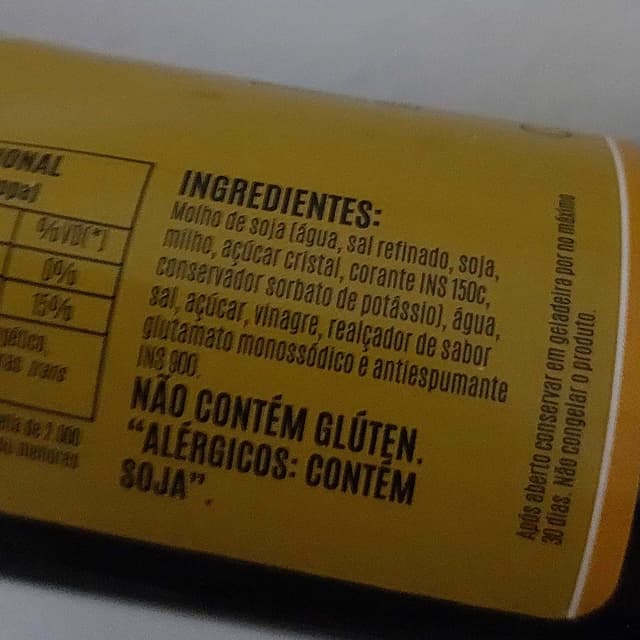 IONAL
%VD(*)
0%
15%
trans
INGREDIENTES:
Molho de soja (água, sal refinado, soja,
milho, açúcar cristal, corante INS 150c,
conservador sorbato de potássio), água,
sal, açúcar, vinagre, realçador de sabor
glutamato monossódico e antiespumante
INS 900.
NÃO CONTÉM GLÚTEN.
“ALÉRGICOS: CONTÉM
SOJA”.
Após aberto conservar em geladeira por no máximo
30 dias. Não congelar o produto.